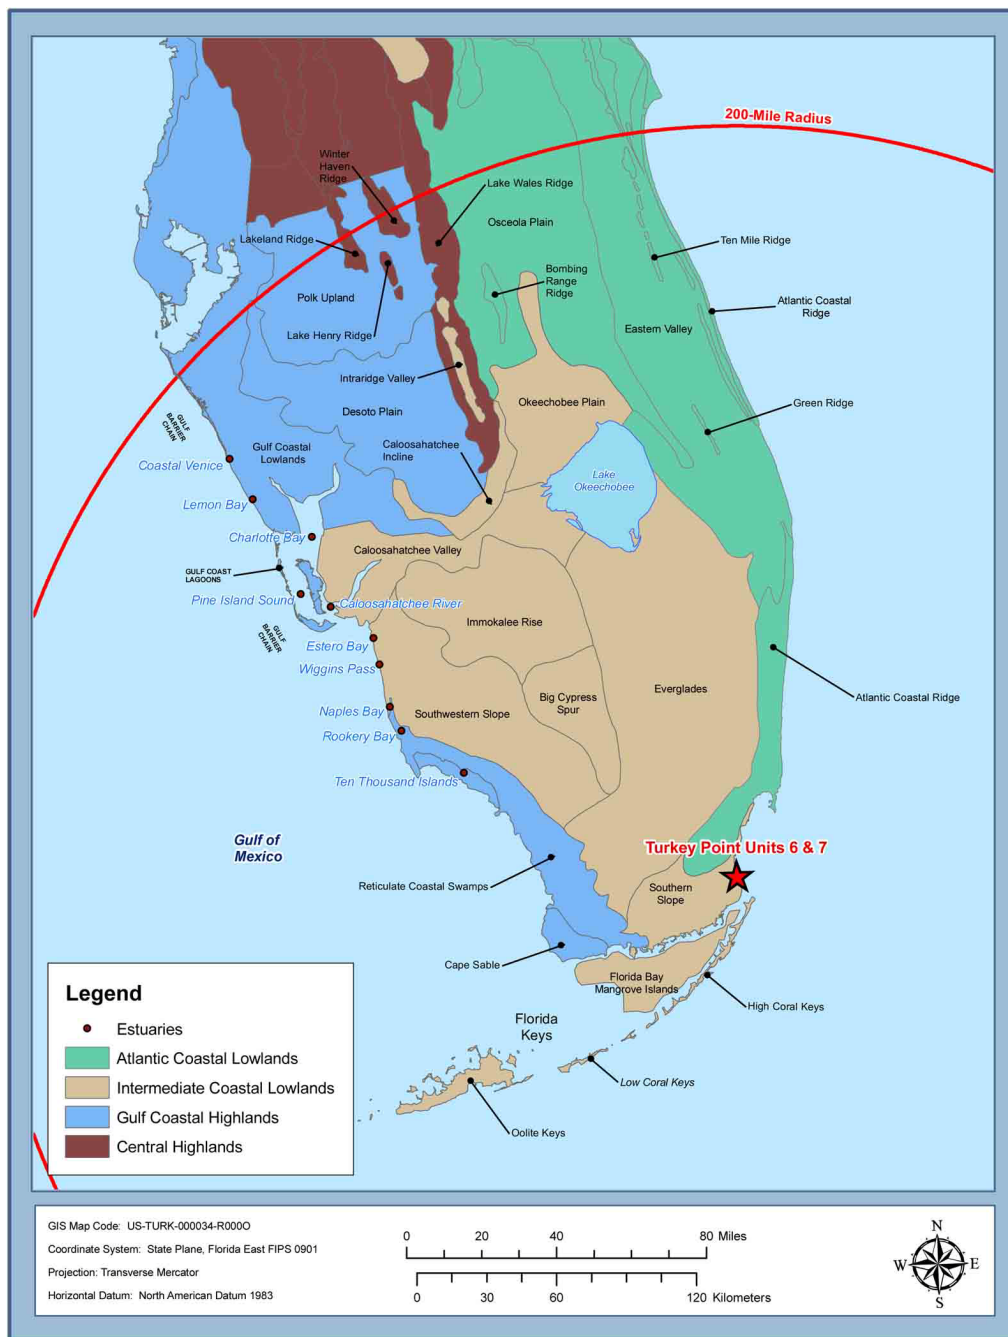 200-Mile Radius
Winter
Haven
Ridge
Lake Wales Ridge
Osceola Plain
Lakeland Ridge
Ten Mile Ridge
Bombing
Range
Ridge
Polk Upland
Atlantic Coastal
Ridge
Eastern Valley
Lake Henry Ridge
Intraridge Valley
Okeechobee Plain
Green Ridge
Desoto Plain
GULF
BARRIER
CHAIN
Gulf Coastal
Lowlands
Caloosahatchee
Incline
Coastal Venice
Lake
Okeechobee
Lemon Bay
Charlotte Bay
Caloosahatchee Valley
GULF COAST
LAGOONS
Pine Island Sound
Caloosahatchee River
Immokalee Rise
GULF
BARRIER
CHAIN
Estero Bay
Wiggins Pass
Everglades
Big Cypress
Spur
Atlantic Coastal Ridge
Naples Bay
Southwestern Slope
Rookery Bay
Ten Thousand Islands
Gulf of
Mexico
Turkey Point Units 6 & 7
Reticulate Coastal Swamps
Southern
Slope
Cape Sable
Florida Bay
Mangrove Islands
High Coral Keys
Florida
Keys
Low Coral Keys
Oolite Keys
Legend
Estuaries
Atlantic Coastal Lowlands
Intermediate Coastal Lowlands
Gulf Coastal Highlands
Central Highlands
GIS Map Code: US-TURK-000034-R000O
Coordinate System: State Plane, Florida East FIPS 0901
Projection: Transverse Mercator
Horizontal Datum: North American Datum 1983
0 20 40 80 Miles
0 30 60 120 Kilometers
N
W E
S